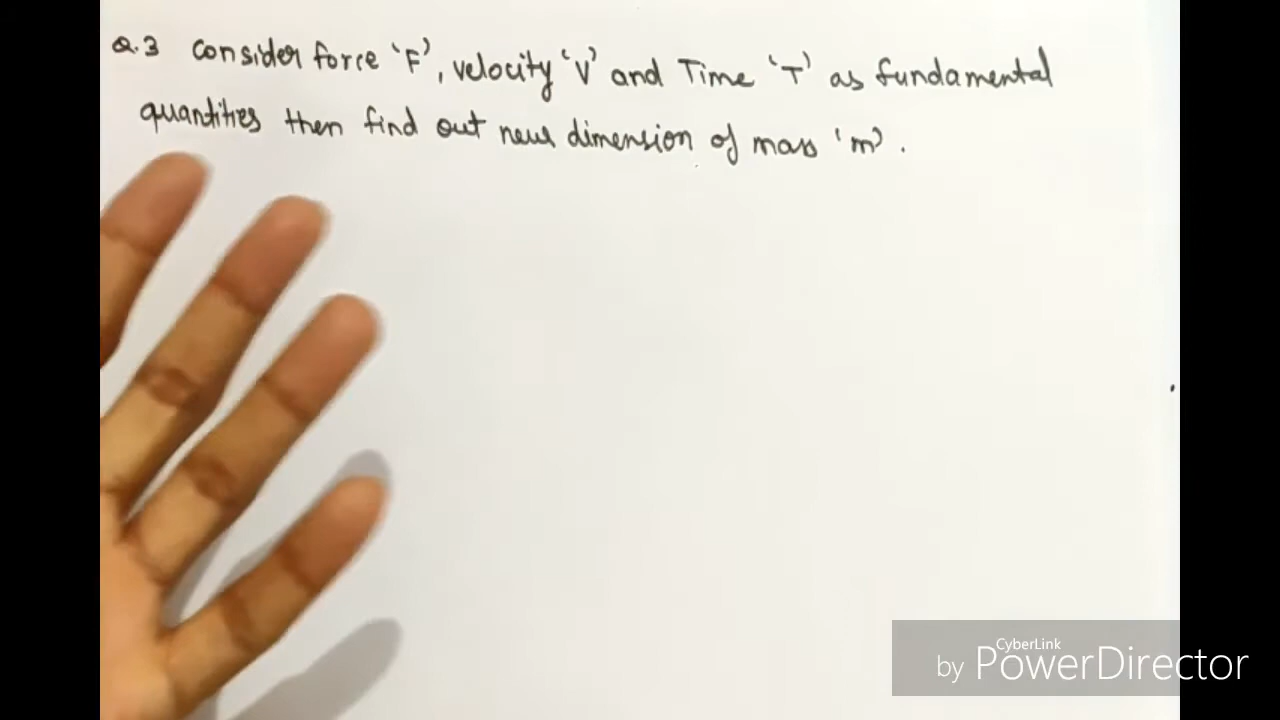 Q.3 Consider force 'F', velocity 'V' and Time 'T' as fundamental
quantities then find out new dimension of mass 'm'.
CyberLink
by PowerDirector